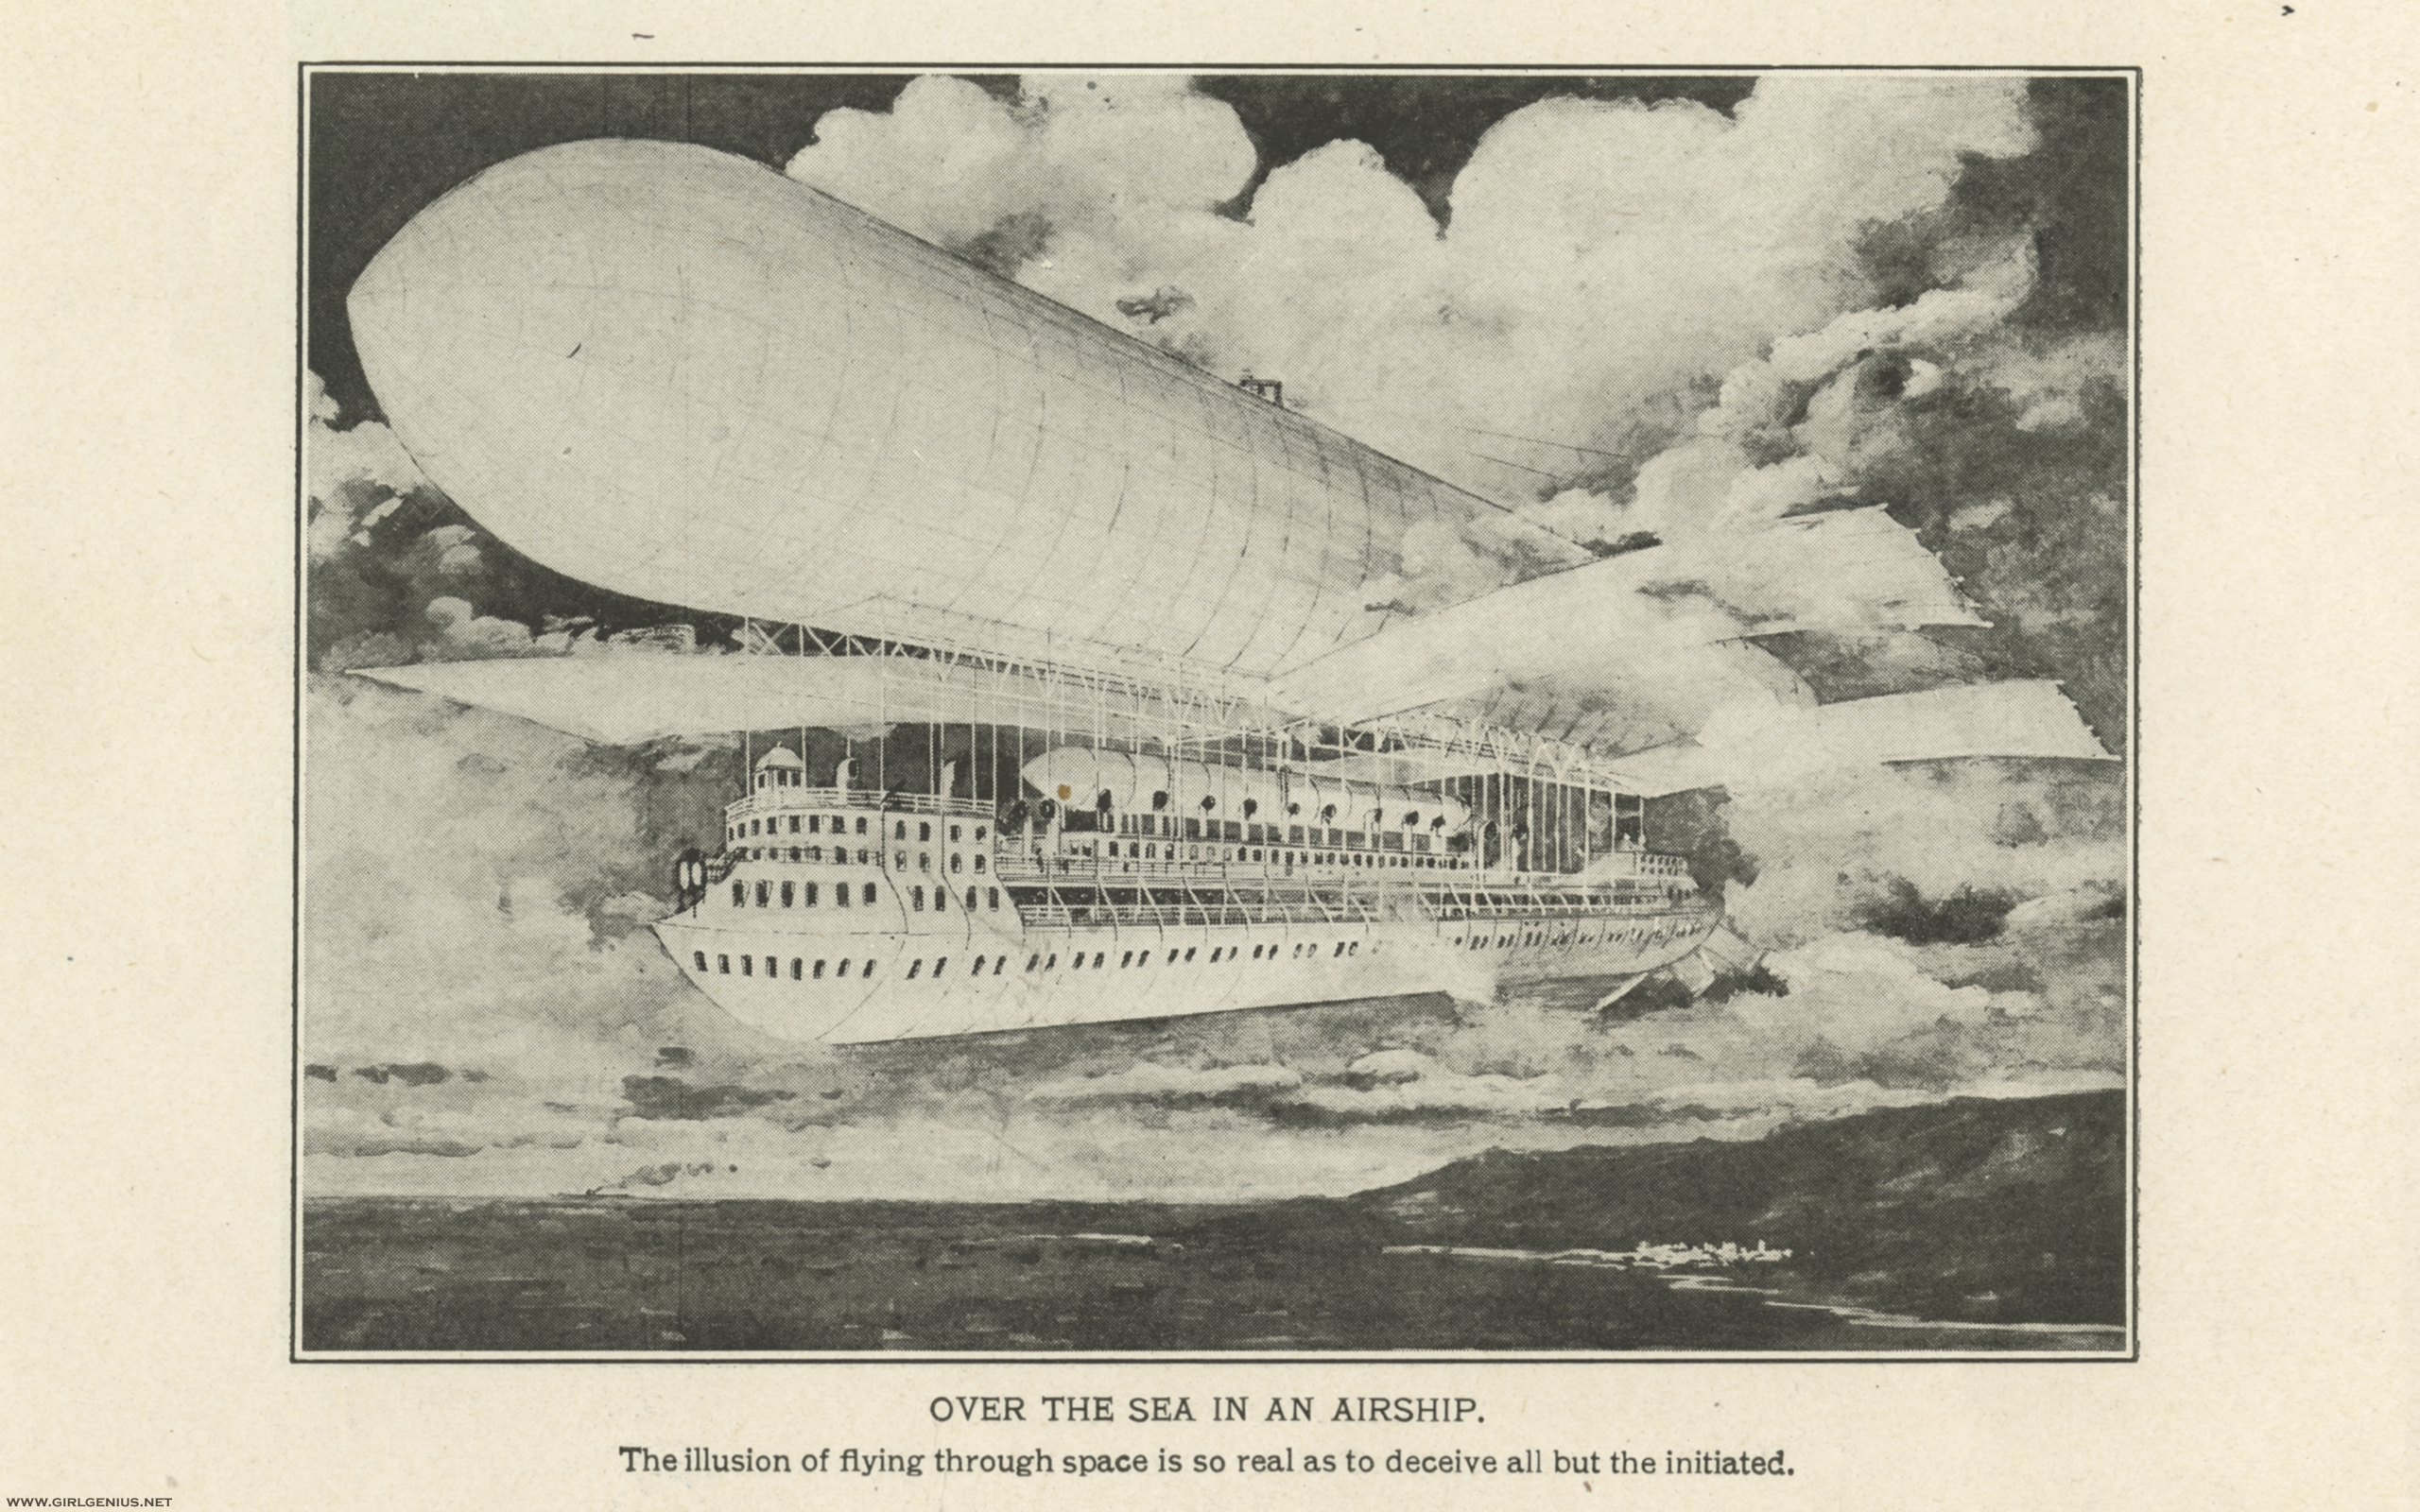 OVER THE SEA IN AN AIRSHIP.
The illusion of flying through space is so real as to deceive all but the initiated.
WWW.GIRLGENIUS.NET